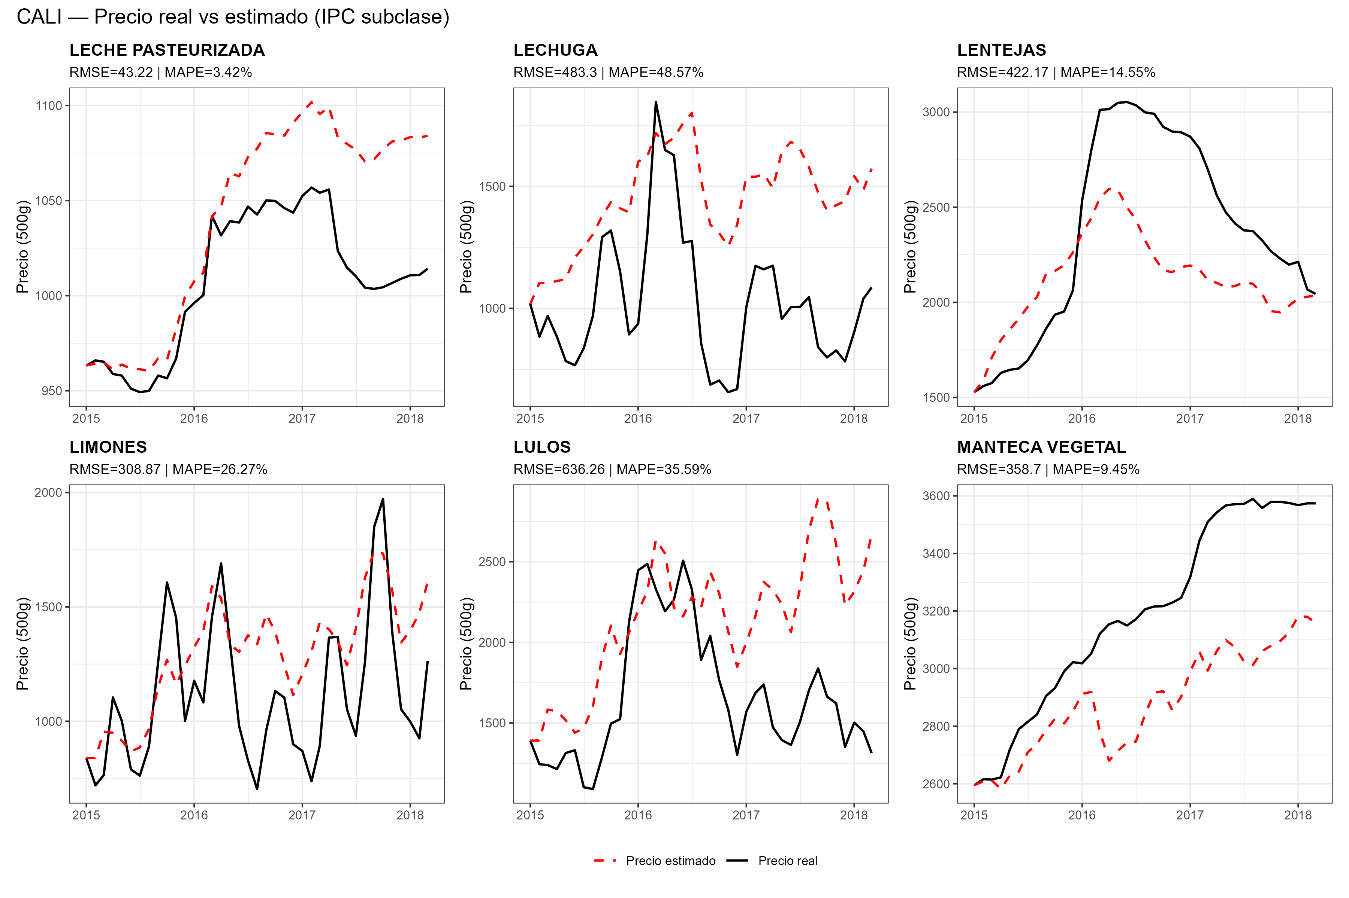 CALI — Precio real vs estimado (IPC subclase)
LECHE PASTEURIZADA
RMSE=43.22 | MAPE=3.42%
Precio (500g)
1100
1050
1000
950
2015 2016 2017 2018
LECHUGA
RMSE=483.3 | MAPE=48.57%
Precio (500g)
1500
1000
2015 2016 2017 2018
LENTEJAS
RMSE=422.17 | MAPE=14.55%
Precio (500g)
3000
2500
2000
1500
2015 2016 2017 2018
LIMONES
RMSE=308.87 | MAPE=26.27%
Precio (500g)
2000
1500
1000
2015 2016 2017 2018
LULOS
RMSE=636.26 | MAPE=35.59%
Precio (500g)
2500
2000
1500
2015 2016 2017 2018
MANTECA VEGETAL
RMSE=358.7 | MAPE=9.45%
Precio (500g)
3600
3400
3200
3000
2800
2600
2015 2016 2017 2018
Precio estimado Precio real